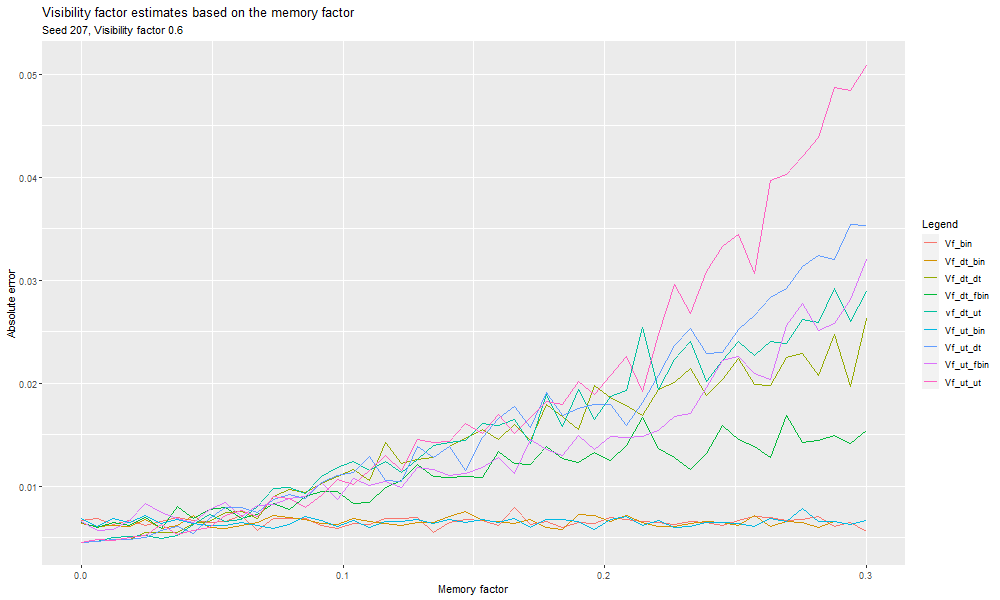 Visibility factor estimates based on the memory factor
Seed 207, Visibility factor 0.6
0.05
0.04
0.03
0.02
0.01
Absolute error
0.0
0.1
0.2
0.3
Memory factor
Legend
Vf_bin
Vf_dt_bin
Vf_dt_dt
Vf_dt_fbin
vf_dt_ut
Vf_ut_bin
Vf_ut_dt
Vf_ut_fbin
Vf_ut_ut